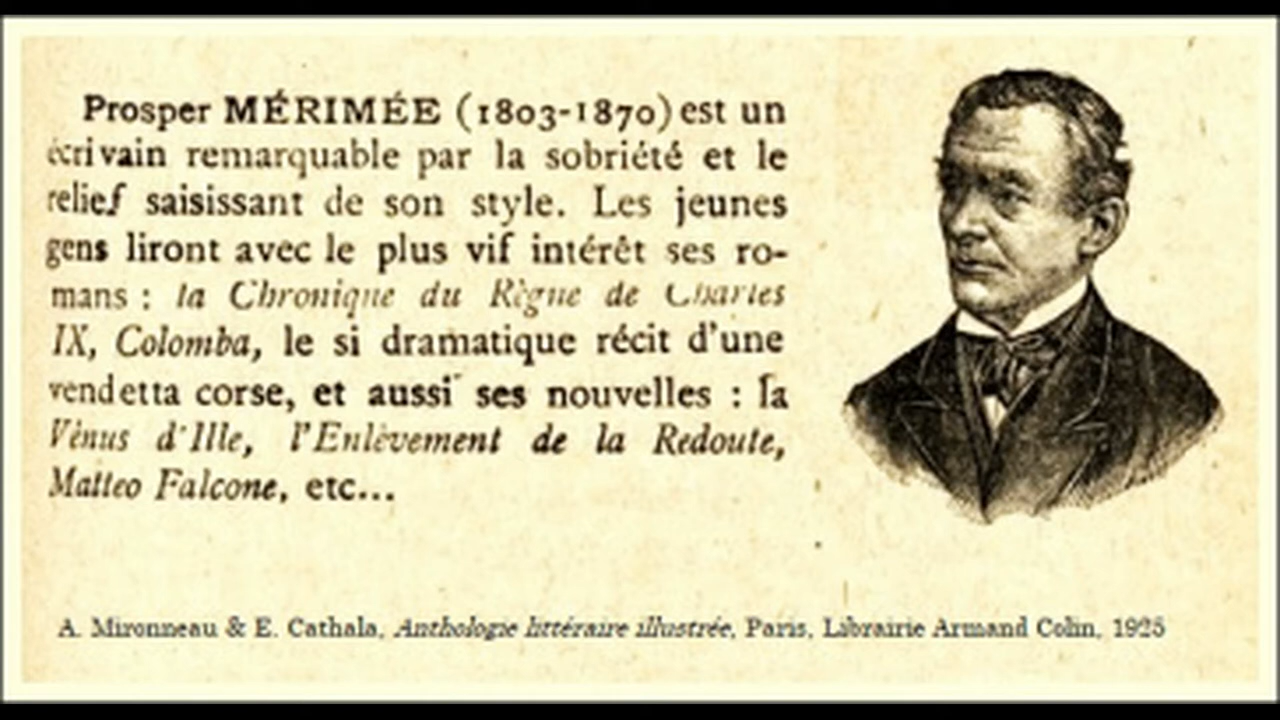 Prosper MÉRIMÉE (1803-1870) est un
écrivain remarquable par la sobriété et le
relief saisissant de son style. Les jeunes
gens liront avec le plus vif intérêt ses ro-
mans : la Chronique du Règne de Charles
IX, Colomba, le si dramatique récit d'une
vendetta corse, et aussi ses nouvelles : la
Vénus d'Ille, l'Enlèvement de la Redoute,
Matteo Falcone, etc...
A. Mironneau & E. Cathala, Anthologie littéraire illustrée, Paris, Librairie Armand Colin, 1925